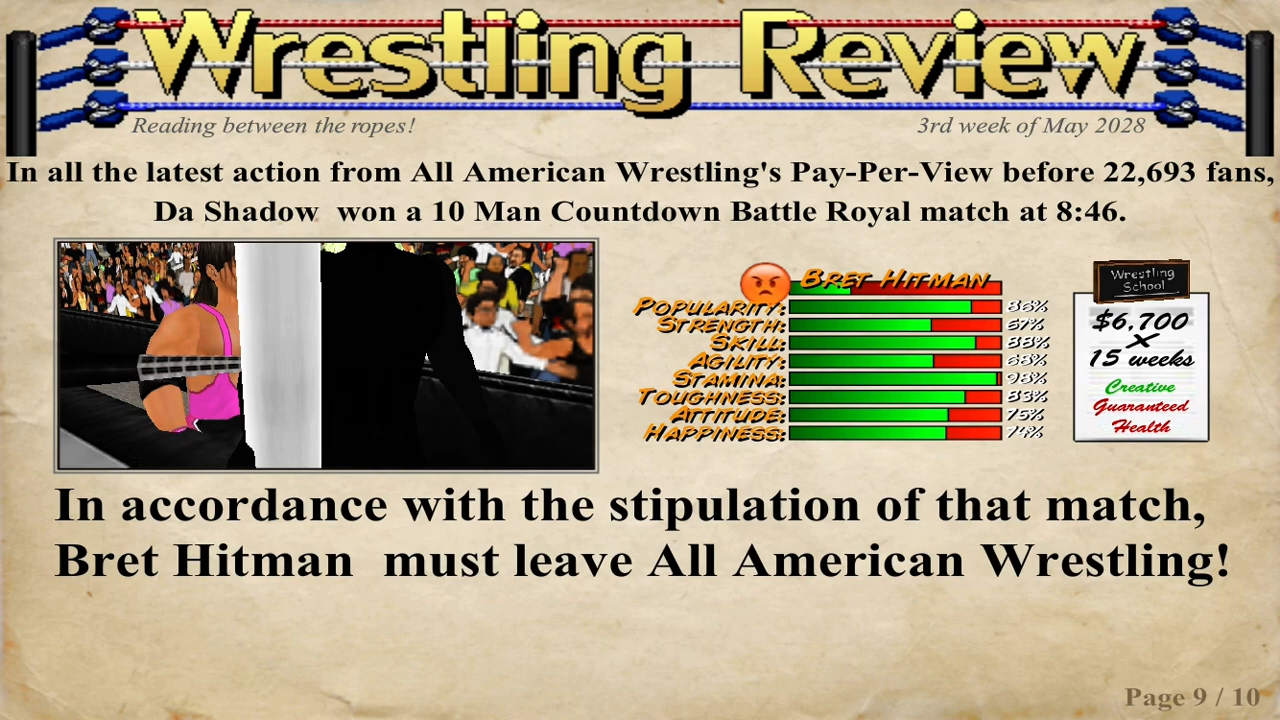 Wrestling Review
Reading between the ropes!
3rd week of May 2028
In all the latest action from All American Wrestling's Pay-Per-View before 22,693 fans,
Da Shadow won a 10 Man Countdown Battle Royal match at 8:46.
Bret Hitman
Popularity: 86%
Strength: 67%
Skill: 88%
Agility: 68%
Stamina: 98%
Toughness: 83%
Attitude: 75%
Happiness: 74%
Wrestling
School
$6,700
X
15 weeks
Creative
Guaranteed
Health
In accordance with the stipulation of that match,
Bret Hitman must leave All American Wrestling!
Page 9 / 10